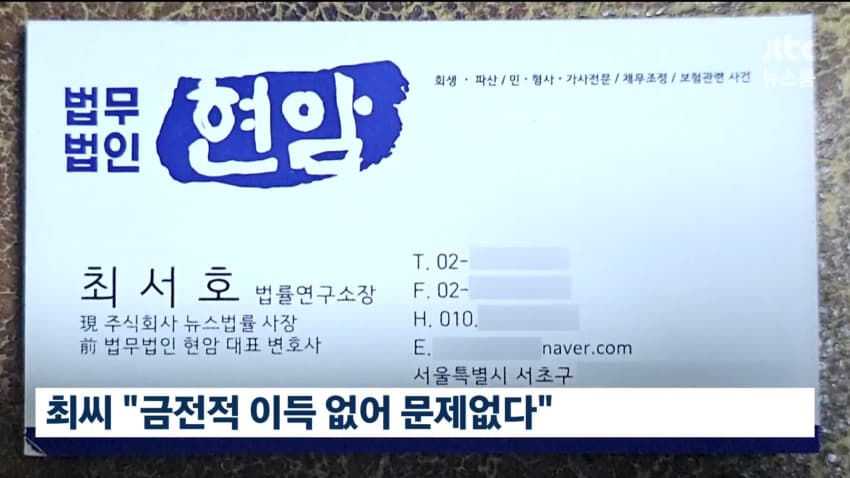 jtbc
뉴스룸
법무
법인
현암
회생 · 파산 / 민 · 형사 · 가사전문 / 채무조정 / 보험관련 사건
최 서 호 법률연구소장
現 주식회사 뉴스법률 사장
前 법무법인 현암 대표 변호사
T. 02-
F. 02-
H. 010.
E. naver.com
서울특별시 서초구
최씨 "금전적 이득 없어 문제없다"